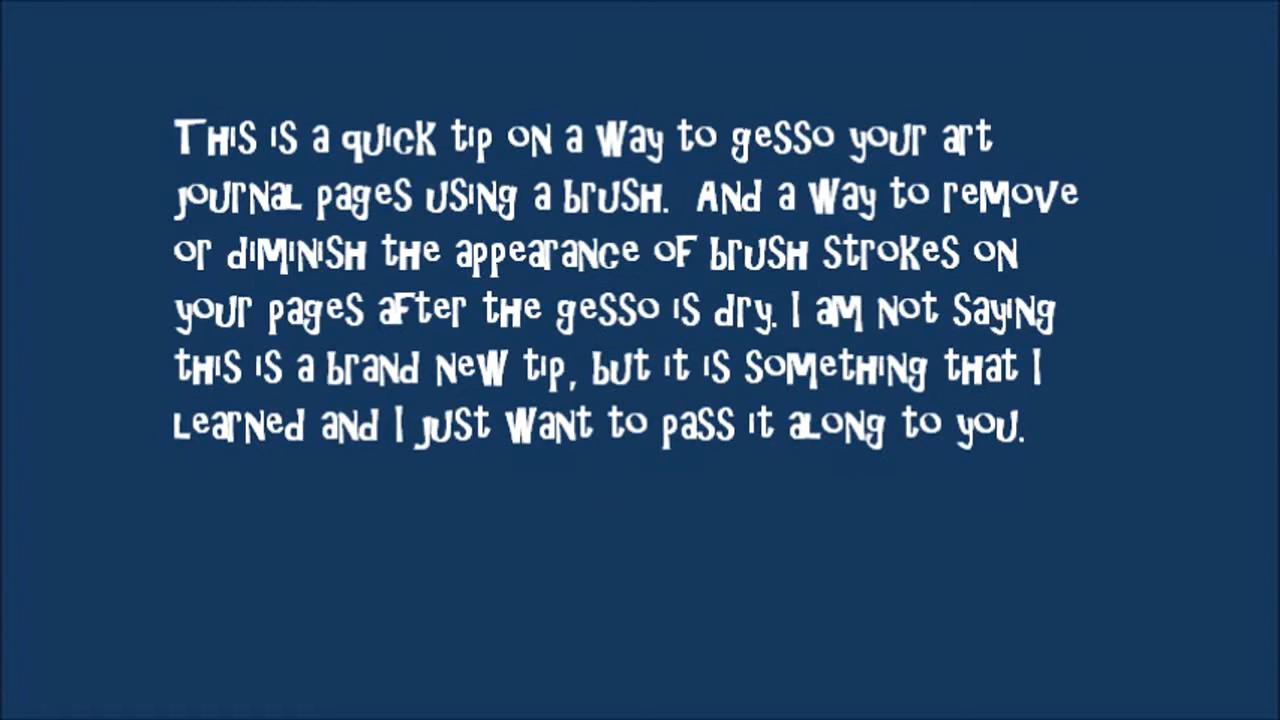 This is a quick tip on a way to gesso your art
journal pages using a brush.  And a way to remove
or diminish the appearance of brush strokes on
your pages after the gesso is dry. I am not saying
this is a brand new tip, but it is something that I
learned and I just want to pass it along to you.